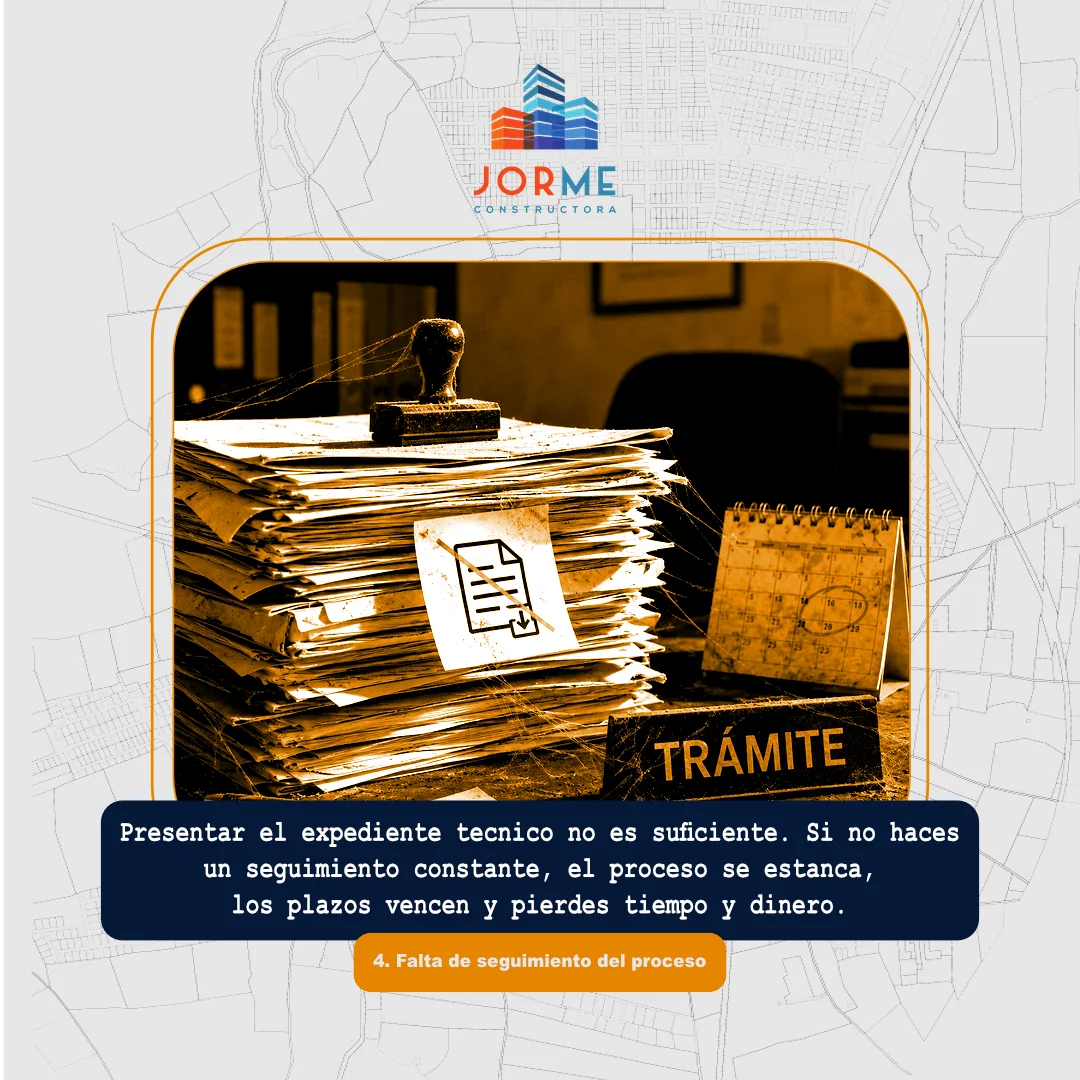 JORME
CONSTRUCTORA
TRÁMITE
Presentar el expediente tecnico no es suficiente. Si no haces
un seguimiento constante, el proceso se estanca,
los plazos vencen y pierdes tiempo y dinero.
4. Falta de seguimiento del proceso